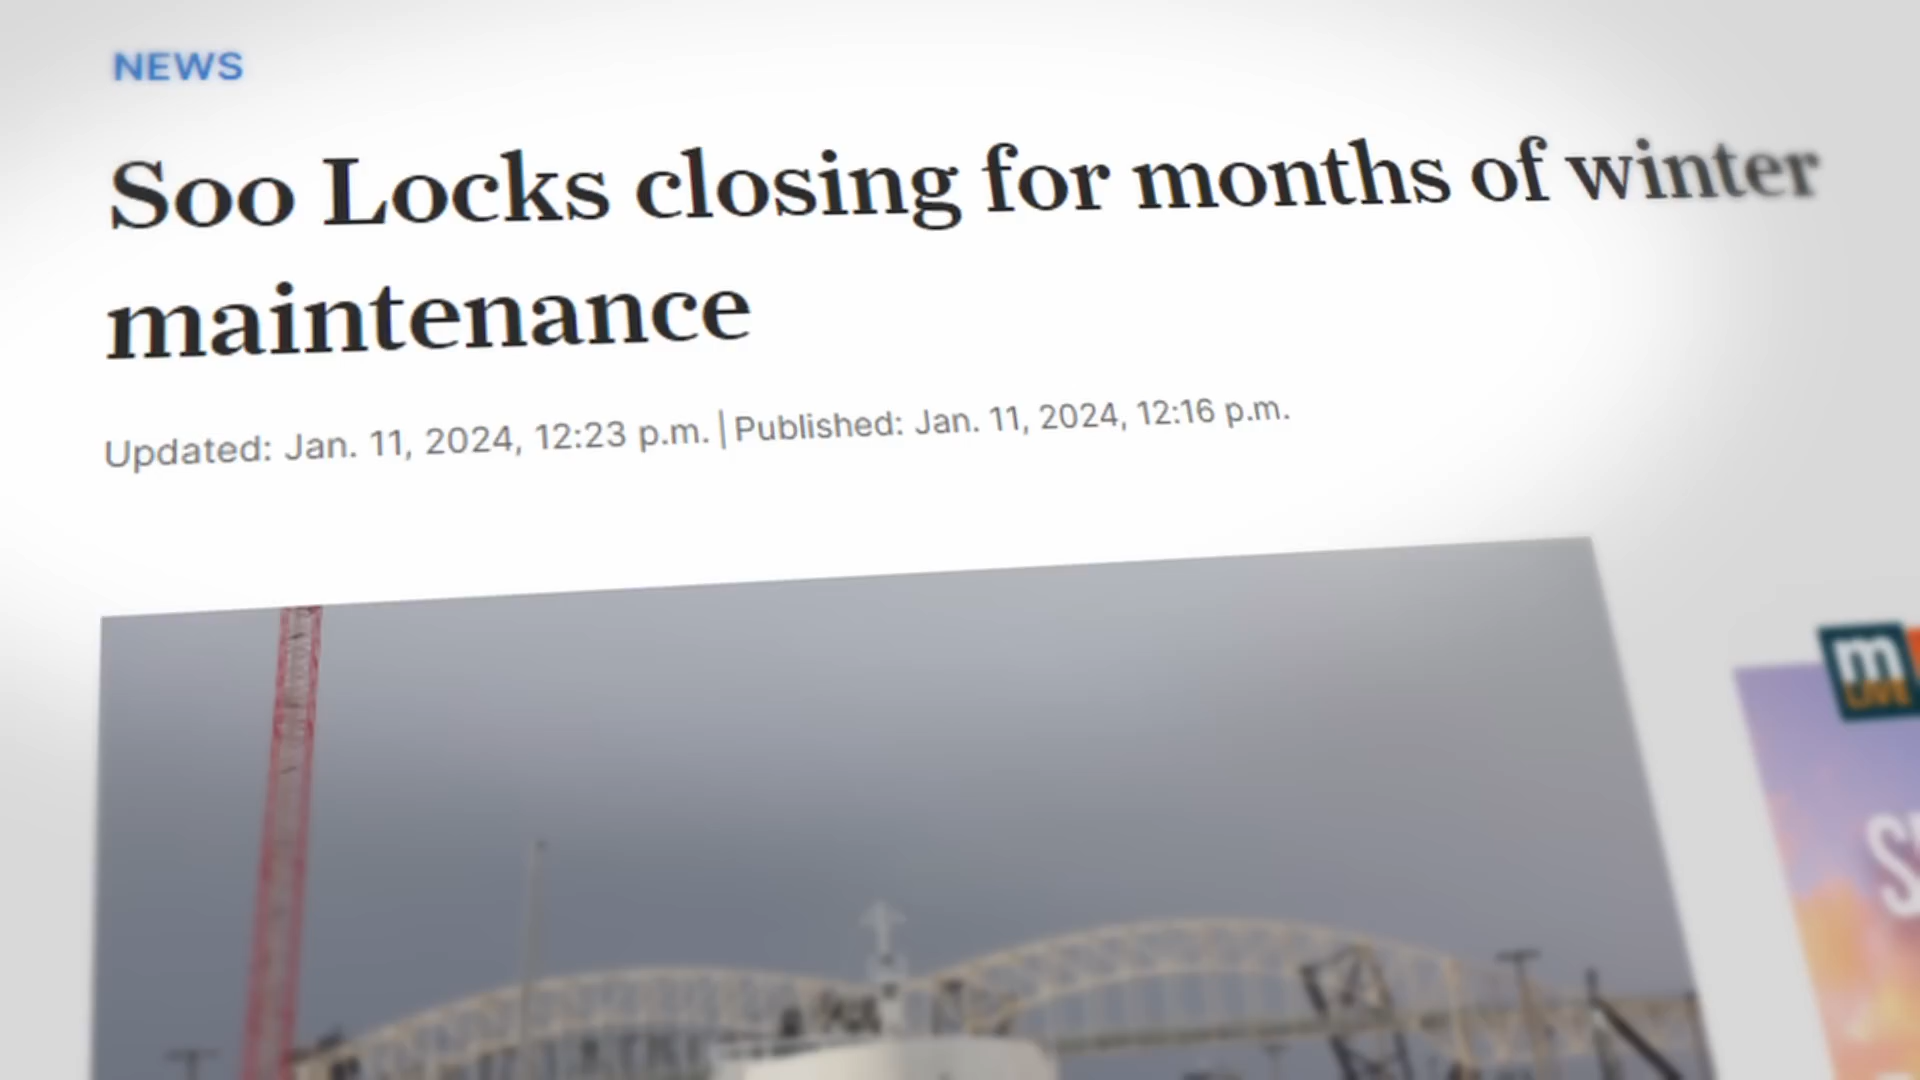 NEWS
Soo Locks closing for months of winter
maintenance
Updated: Jan. 11, 2024, 12:23 p.m. | Published: Jan. 11, 2024, 12:16 p.m.
m
LIVE